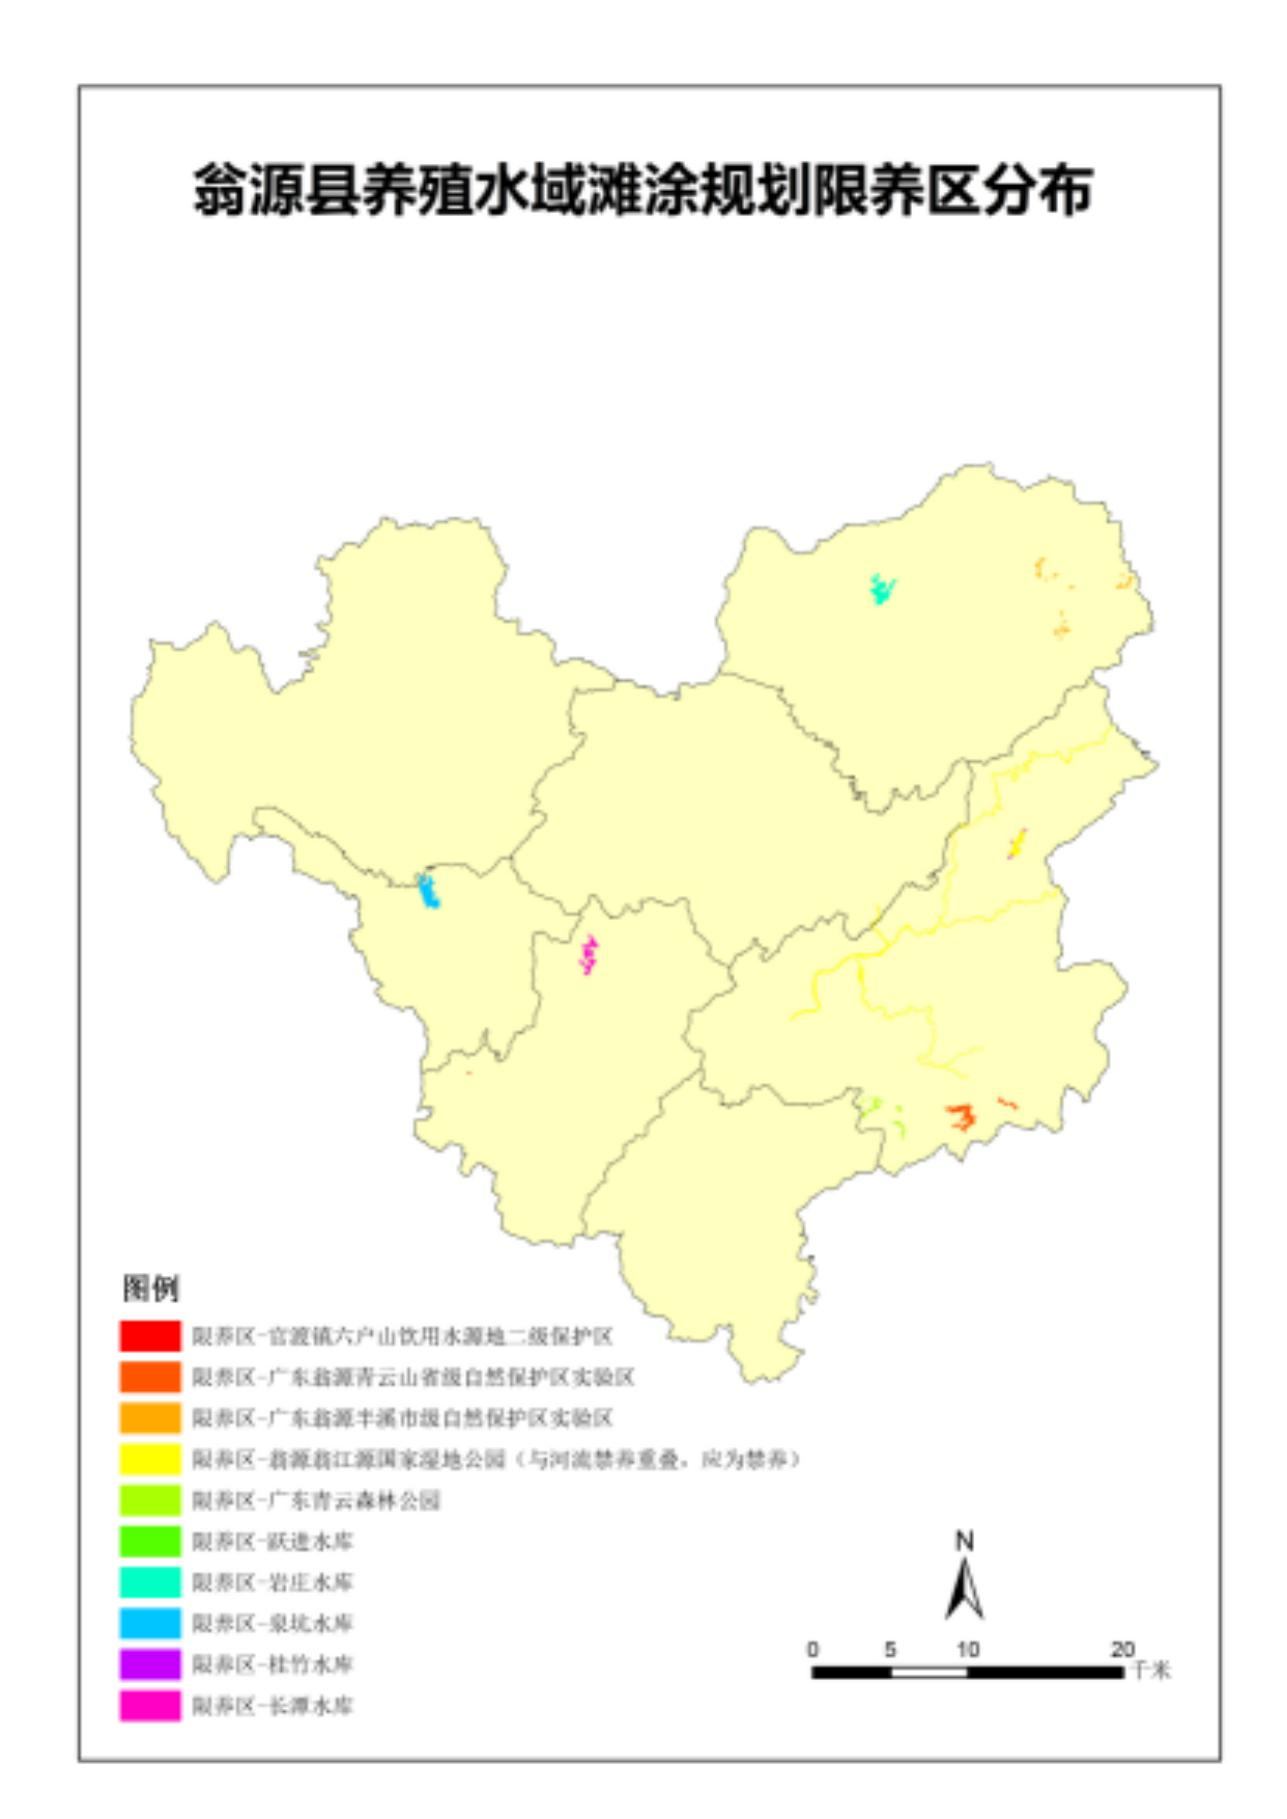 翁源县养殖水域滩涂规划限养区分布
图例
限养区-官渡镇六户山饮用水源地二级保护区
限养区-广东翁源青云山省级自然保护区实验区
限养区-广东翁源半溪市级自然保护区实验区
限养区-翁源翁江源国家湿地公园（与河流禁养重叠，应为禁养）
限养区-广东青云森林公园
限养区-跃进水库
限养区-岩庄水库
限养区-泉坑水库
限养区-桂竹水库
限养区-长潭水库
N
0 5 10 20
千米